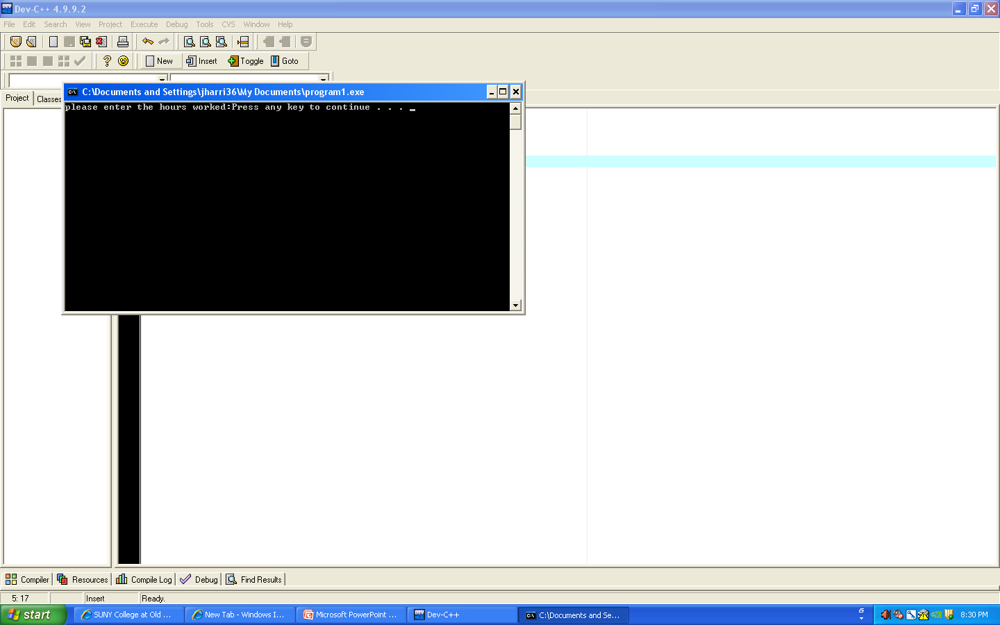 Dev-C++ 4.9.9.2
File Edit Search View Project Execute Debug Tools CVS Window Help
New Insert Toggle Goto
C:\Documents and Settings\jharri36\My Documents\program1.exe
Project Classes
please enter the hours worked:Press any key to continue . . . _
Compiler Resources Compile Log Debug Find Results
5: 17 Insert Ready.
start SUNY College at Old ... New Tab - Windows I... Microsoft PowerPoint ... Dev-C++ C:\Documents and Se... 8:30 PM